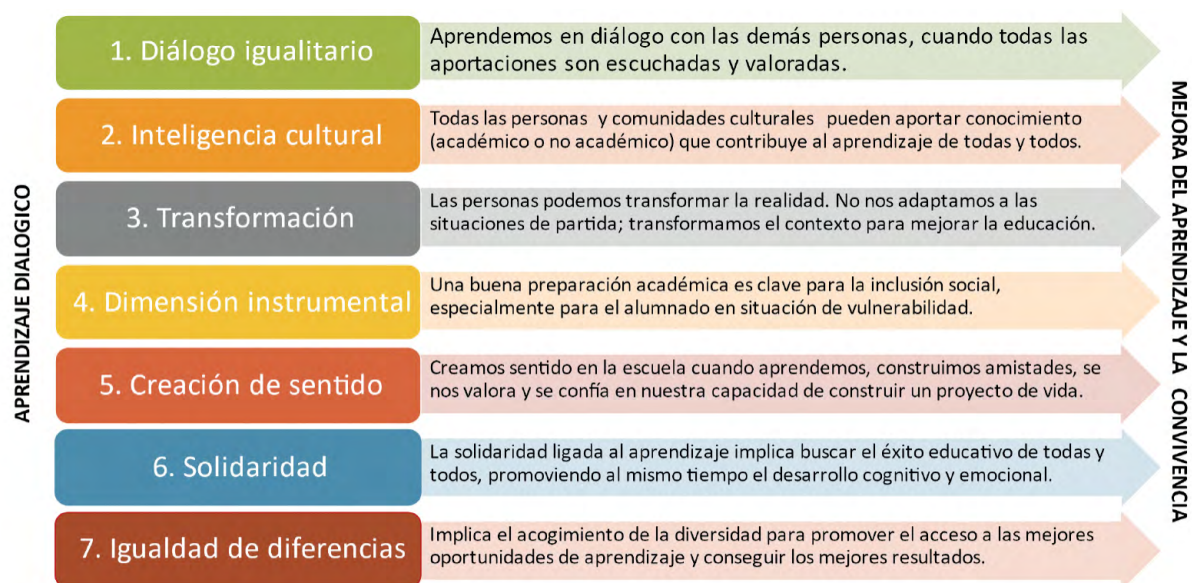 APRENDIZAJE DIALOGICO
1. Diálogo igualitario
Aprendemos en diálogo con las demás personas, cuando todas las
aportaciones son escuchadas y valoradas.
2. Inteligencia cultural
Todas las personas y comunidades culturales pueden aportar conocimiento
(académico o no académico) que contribuye al aprendizaje de todas y todos.
3. Transformación
Las personas podemos transformar la realidad. No nos adaptamos a las
situaciones de partida; transformamos el contexto para mejorar la educación.
4. Dimensión instrumental
Una buena preparación académica es clave para la inclusión social,
especialmente para el alumnado en situación de vulnerabilidad.
5. Creación de sentido
Creamos sentido en la escuela cuando aprendemos, construimos amistades, se
nos valora y se confía en nuestra capacidad de construir un proyecto de vida.
6. Solidaridad
La solidaridad ligada al aprendizaje implica buscar el éxito educativo de todas y
todos, promoviendo al mismo tiempo el desarrollo cognitivo y emocional.
7. Igualdad de diferencias
Implica el acogimiento de la diversidad para promover el acceso a las mejores
oportunidades de aprendizaje y conseguir los mejores resultados.
MEJORA DEL APRENDIZAJE Y LA CONVIVENCIA